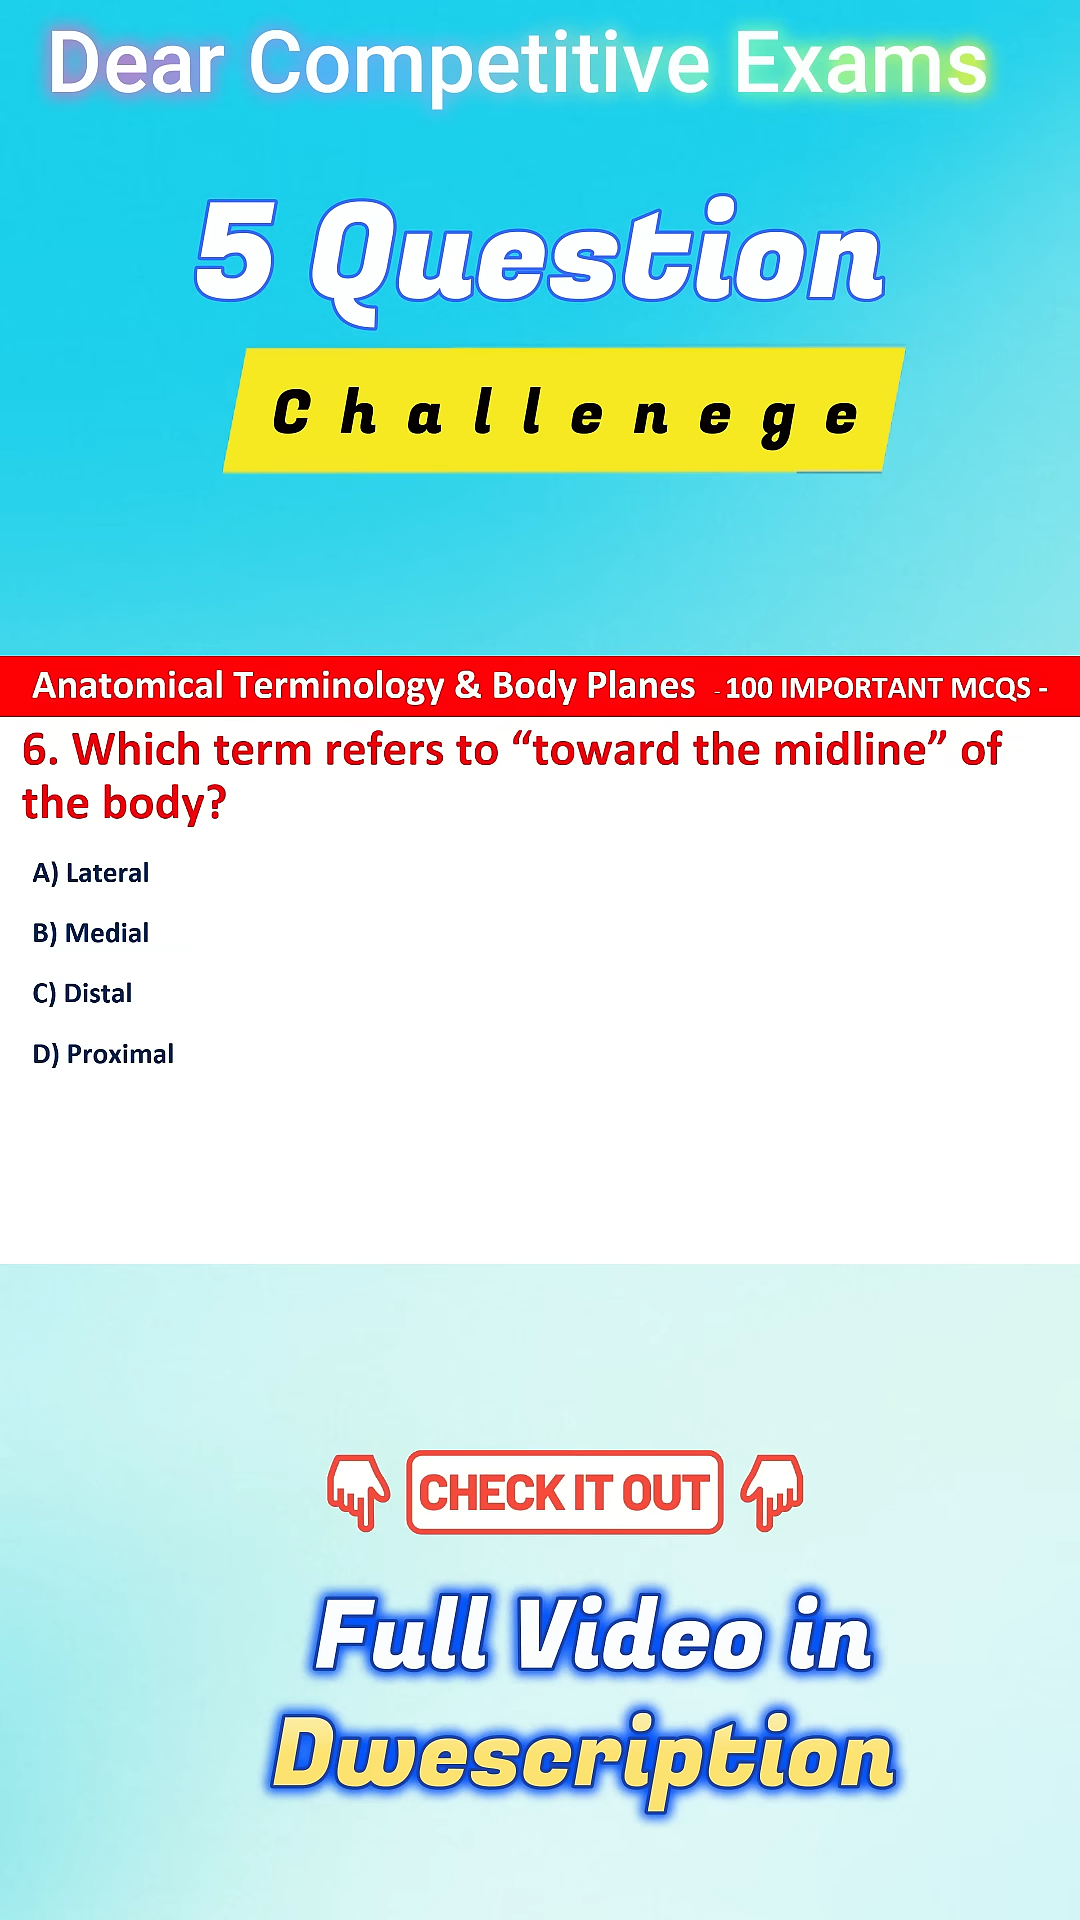 Dear Competitive Exams
5 Question
Challenege
Anatomical Terminology & Body Planes - 100 IMPORTANT MCQS -
6. Which term refers to “toward the midline” of
the body?
A) Lateral
B) Medial
C) Distal
D) Proximal
CHECK IT OUT
Full Video in
Dwescription